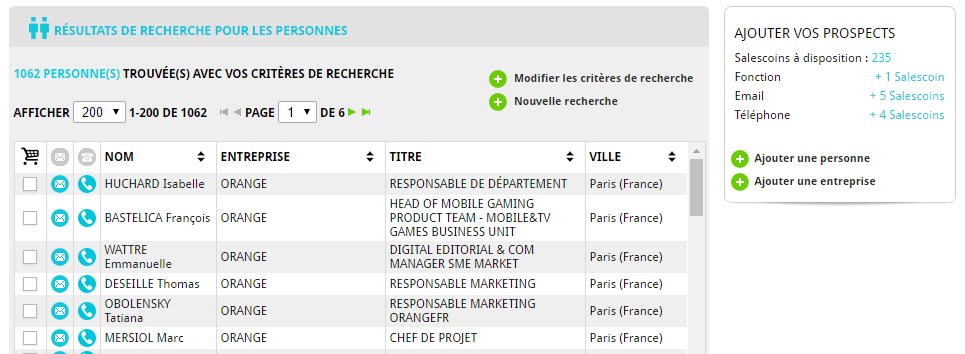 RÉSULTATS DE RECHERCHE POUR LES PERSONNES
1062 PERSONNE(S) TROUVÉE(S) AVEC VOS CRITÈRES DE RECHERCHE
Modifier les critères de recherche
Nouvelle recherche
AFFICHER 200 1-200 DE 1062 PAGE 1 DE 6
NOM ENTREPRISE TITRE VILLE
HUCHARD Isabelle ORANGE RESPONSABLE DE DÉPARTEMENT Paris (France)
HEAD OF MOBILE GAMING
BASTELICA François ORANGE PRODUCT TEAM - MOBILE&TV Paris (France)
GAMES BUSINESS UNIT
WATTRE
Emmanuelle
ORANGE
DIGITAL EDITORIAL & COM
MANAGER SME MARKET
Paris (France)
DESEILLE Thomas ORANGE RESPONSABLE MARKETING Paris (France)
OBOLENSKY
Tatiana
ORANGE
RESPONSABLE MARKETING
ORANGEFR
Paris (France)
MERSIOL Marc ORANGE CHEF DE PROJET Paris (France)
AJOUTER VOS PROSPECTS
Salescoins à disposition : 235
Fonction + 1 Salescoin
Email + 5 Salescoins
Téléphone + 4 Salescoins
Ajouter une personne
Ajouter une entreprise